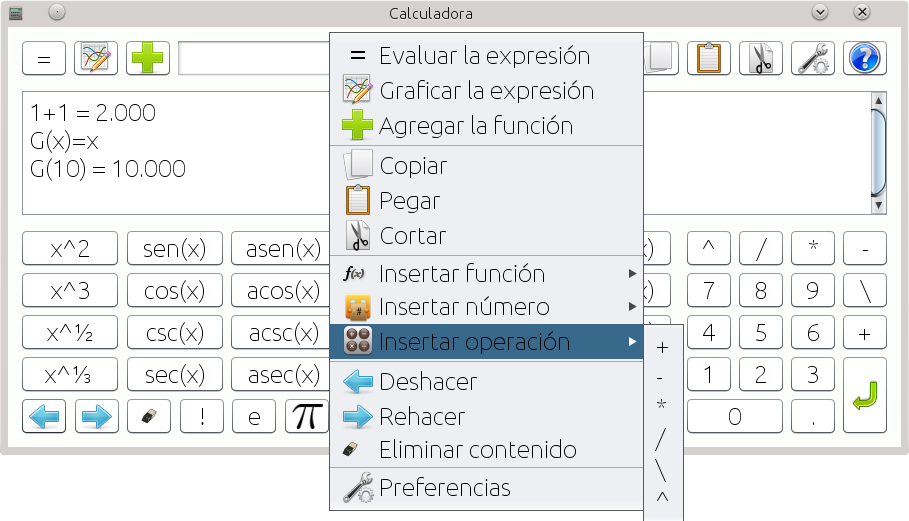 Calculadora
=
1+1 = 2.000
G(x)=x
G(10) = 10.000
= Evaluar la expresión
Graficar la expresión
Agregar la función
Copiar
Pegar
Cortar
f(x) Insertar función
# Insertar número
Insertar operación
Deshacer
Rehacer
Eliminar contenido
Preferencias
+
-
*
/
\
^
x^2 sen(x) asen(x) ^ / * -
x^3 cos(x) acos(x) 7 8 9 \
x^½ csc(x) acsc(x) 4 5 6 +
x^⅓ sec(x) asec(x) 1 2 3
! e π 0 .